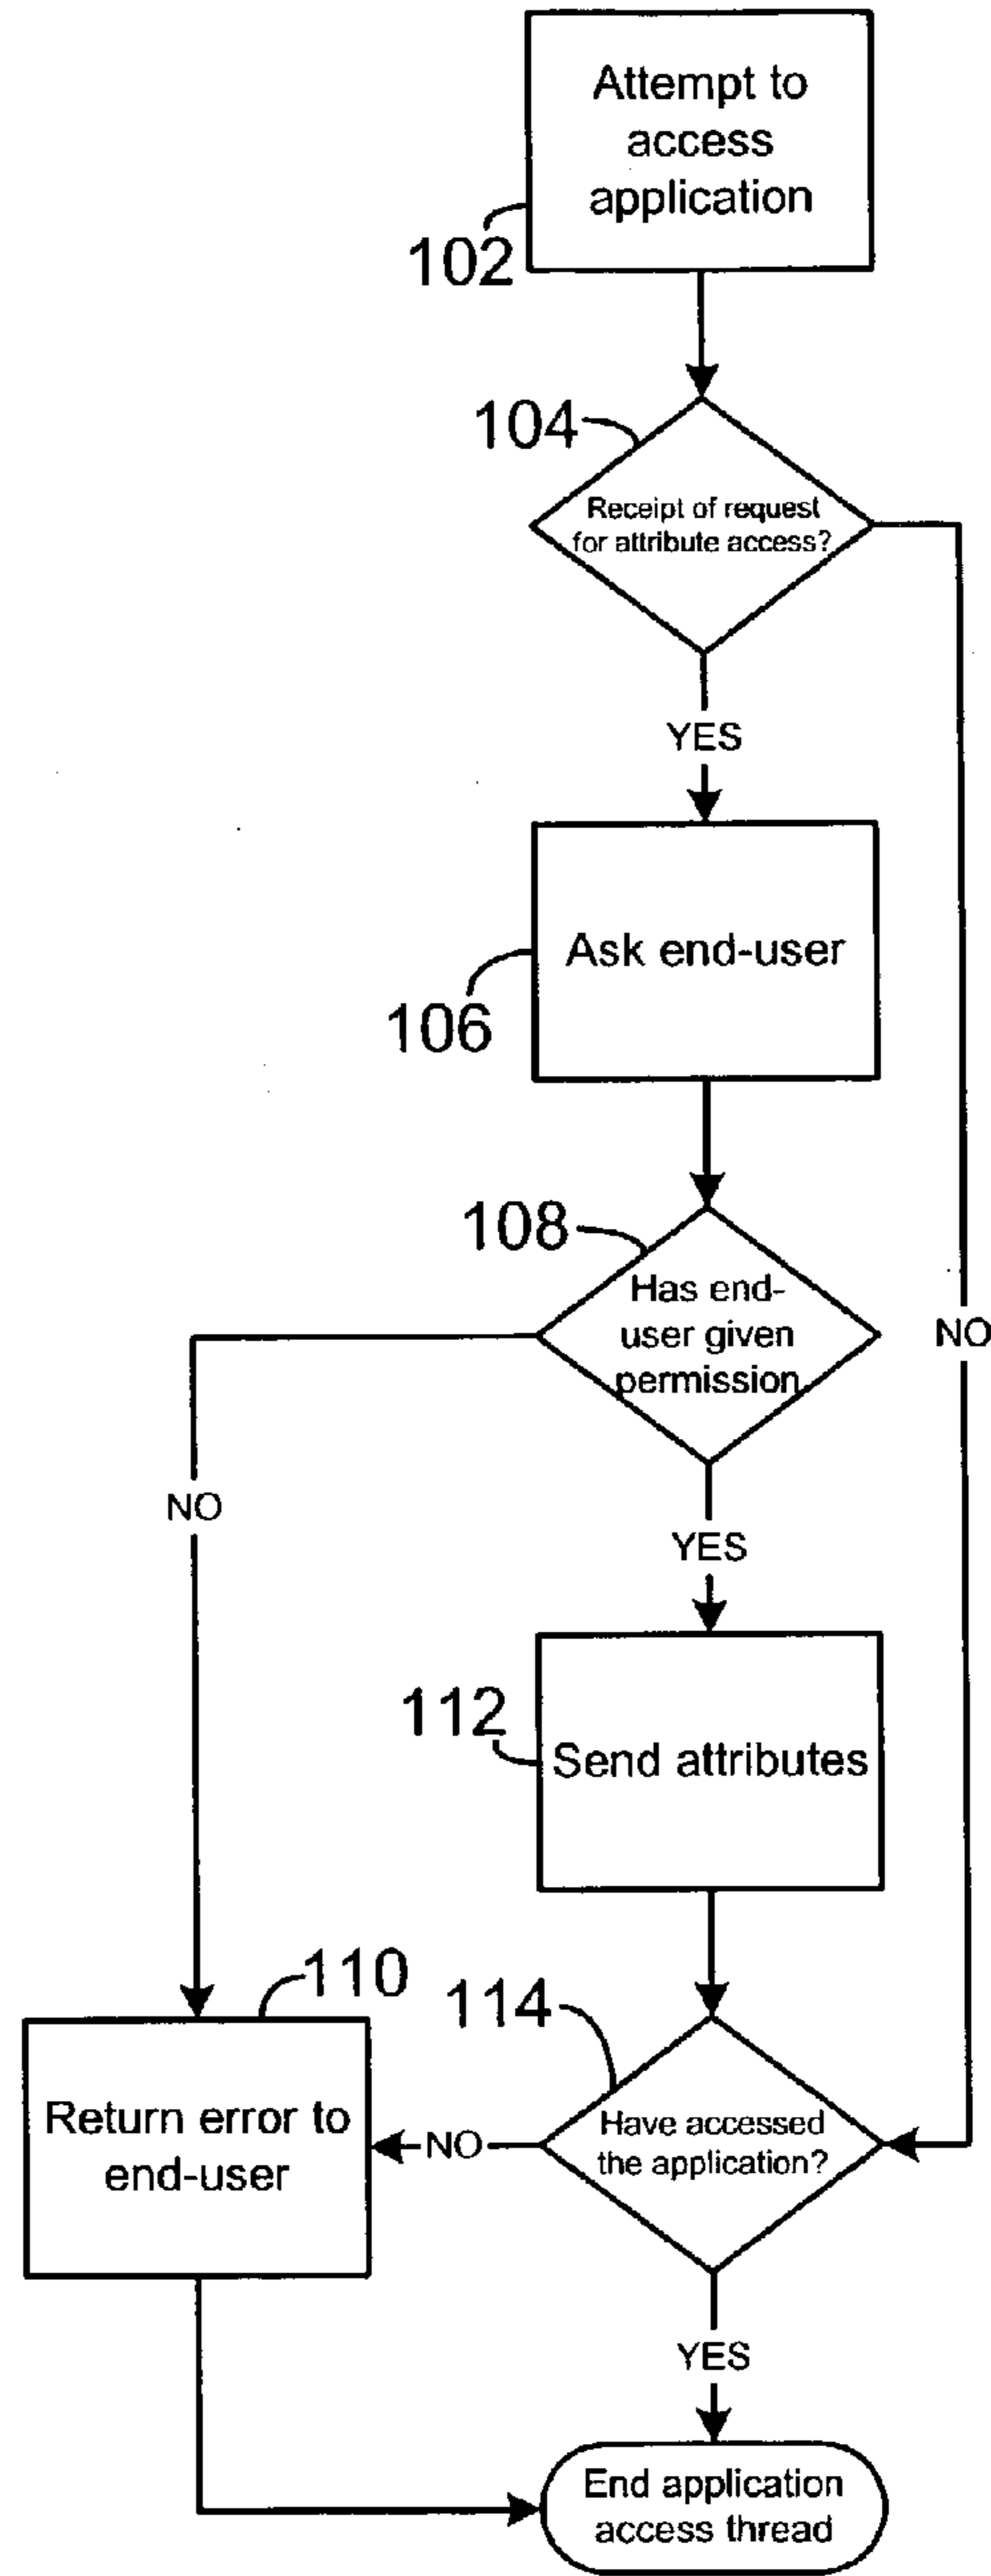 Attempt to
access
application
102
104
Receipt of request
for attribute access?
YES
Ask end-user
106
108
Has end-
user given
permission
NO
NO
YES
112
Send attributes
110
114
Return error to
end-user
NO
Have accessed
the application?
YES
End application
access thread